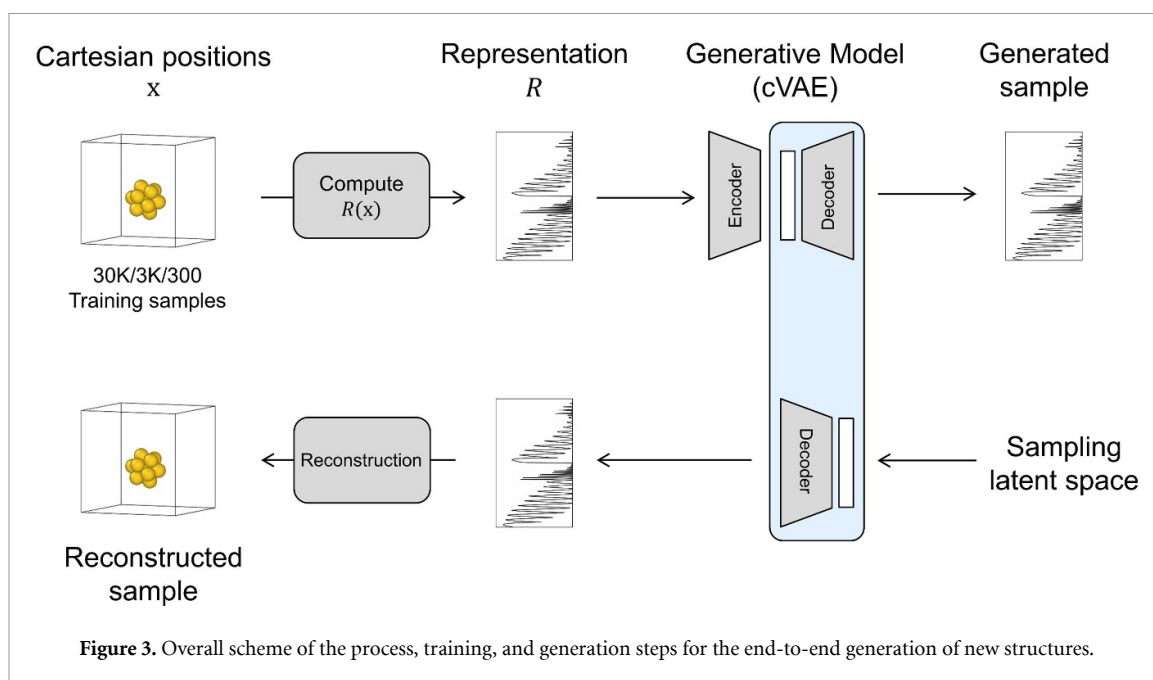 Cartesian positions
x
Representation
R
Generative Model
(cVAE)
Generated
sample
Compute
R(x)
Encoder
Decoder
30K/3K/300
Training samples
Reconstruction
Decoder
Sampling
latent space
Reconstructed
sample
Figure 3. Overall scheme of the process, training, and generation steps for the end-to-end generation of new structures.